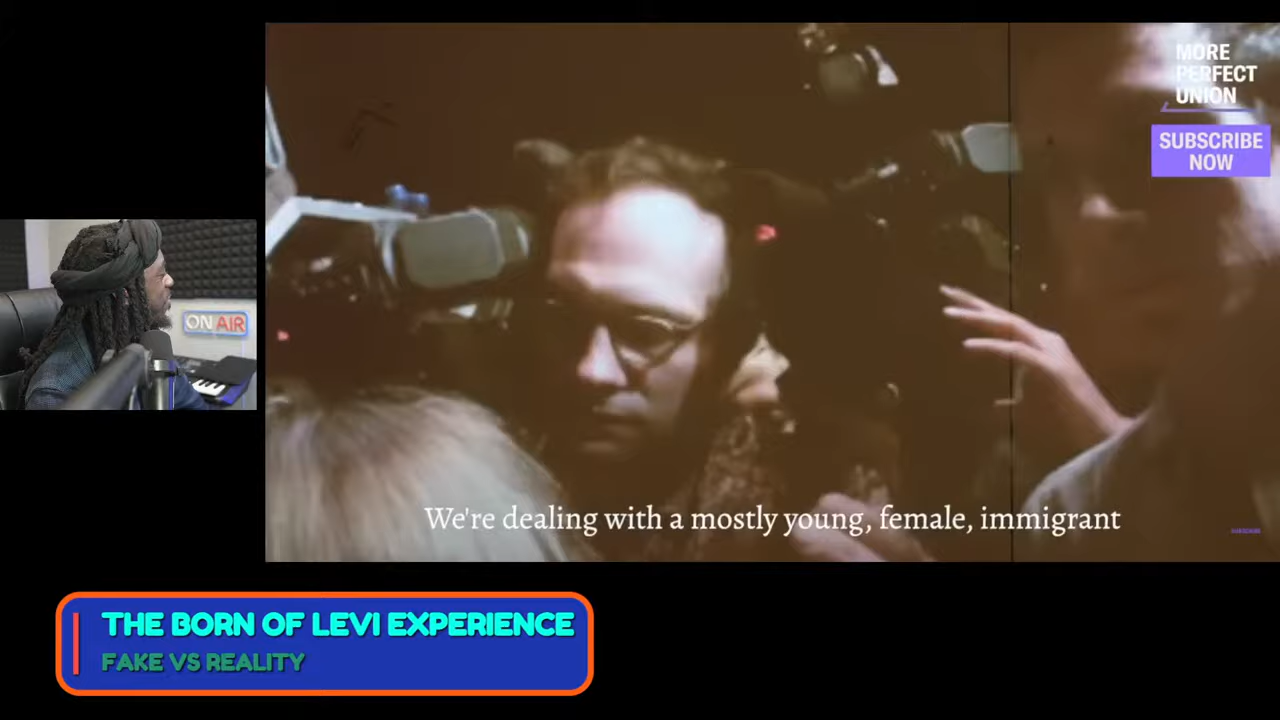 MORE
PERFECT
UNION
SUBSCRIBE
NOW
ON AIR
We're dealing with a mostly young, female, immigrant
SUBSCRIBE
THE BORN OF LEVI EXPERIENCE
FAKE VS REALITY